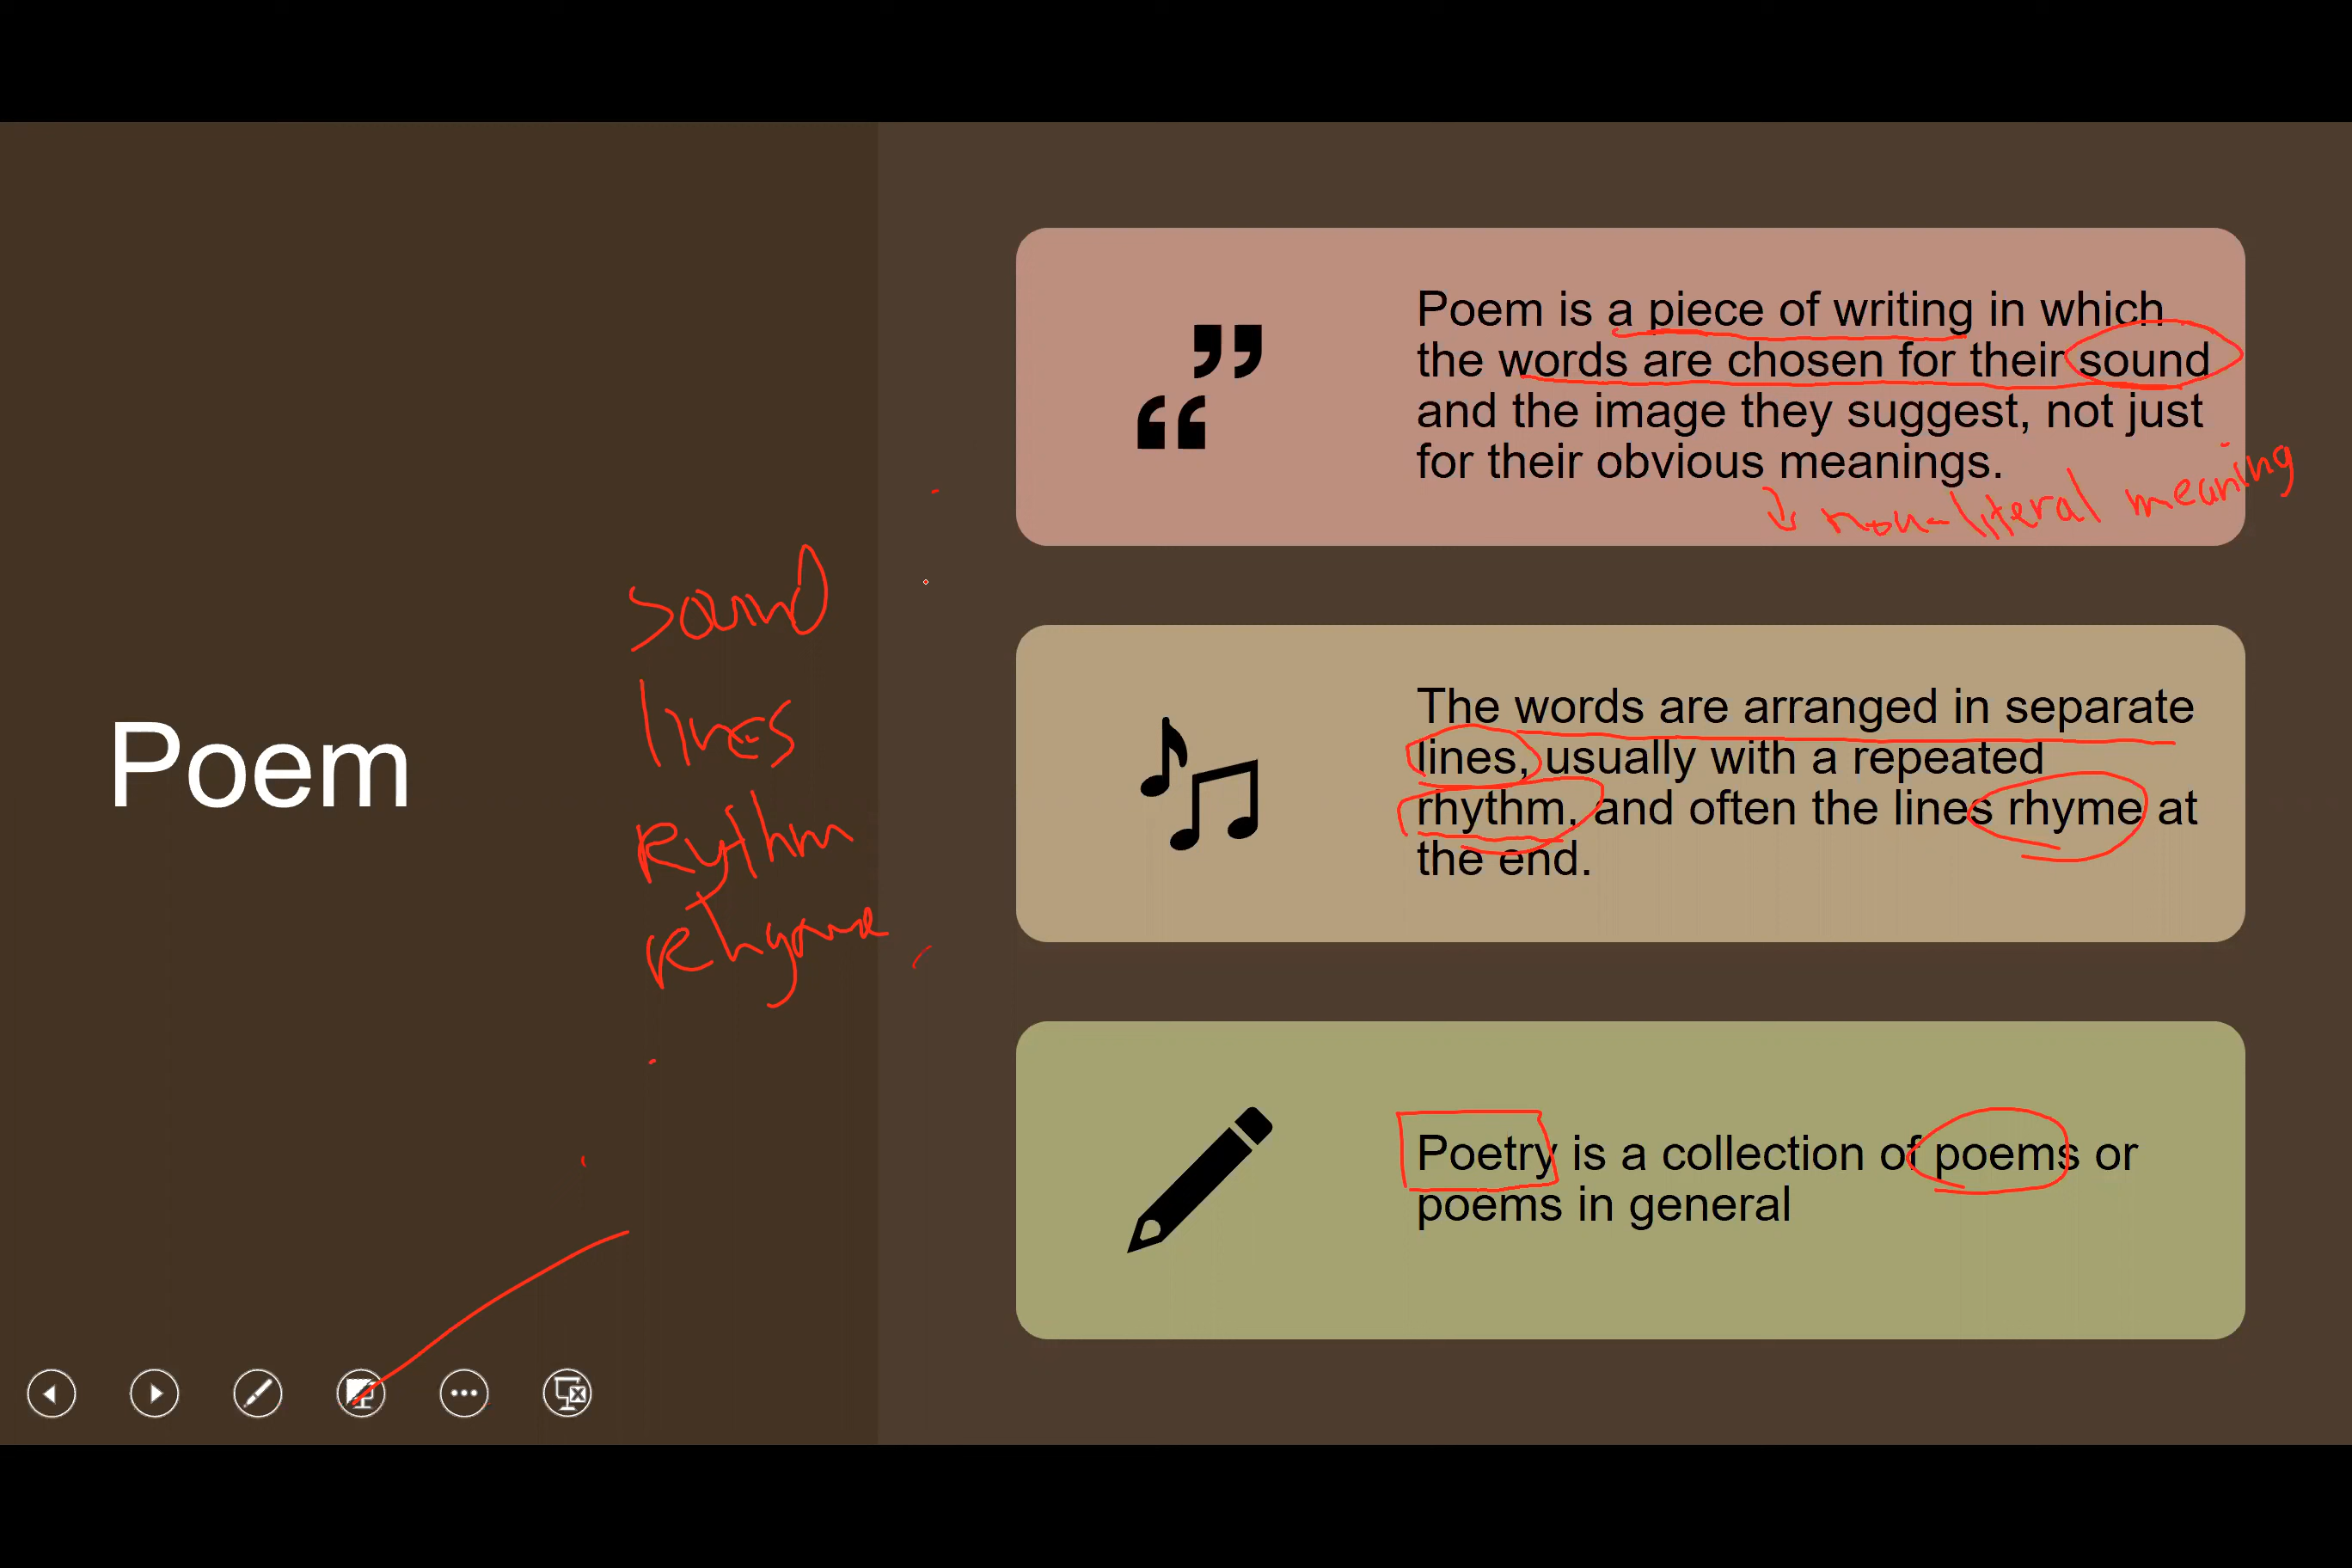 Poem
sound
lines
Rythm
Rhyme
Poem is a piece of writing in which
the words are chosen for their sound
and the image they suggest, not just
for their obvious meanings.
non-literal meaning
The words are arranged in separate
lines, usually with a repeated
rhythm, and often the lines rhyme at
the end.
Poetry is a collection of poems or
poems in general